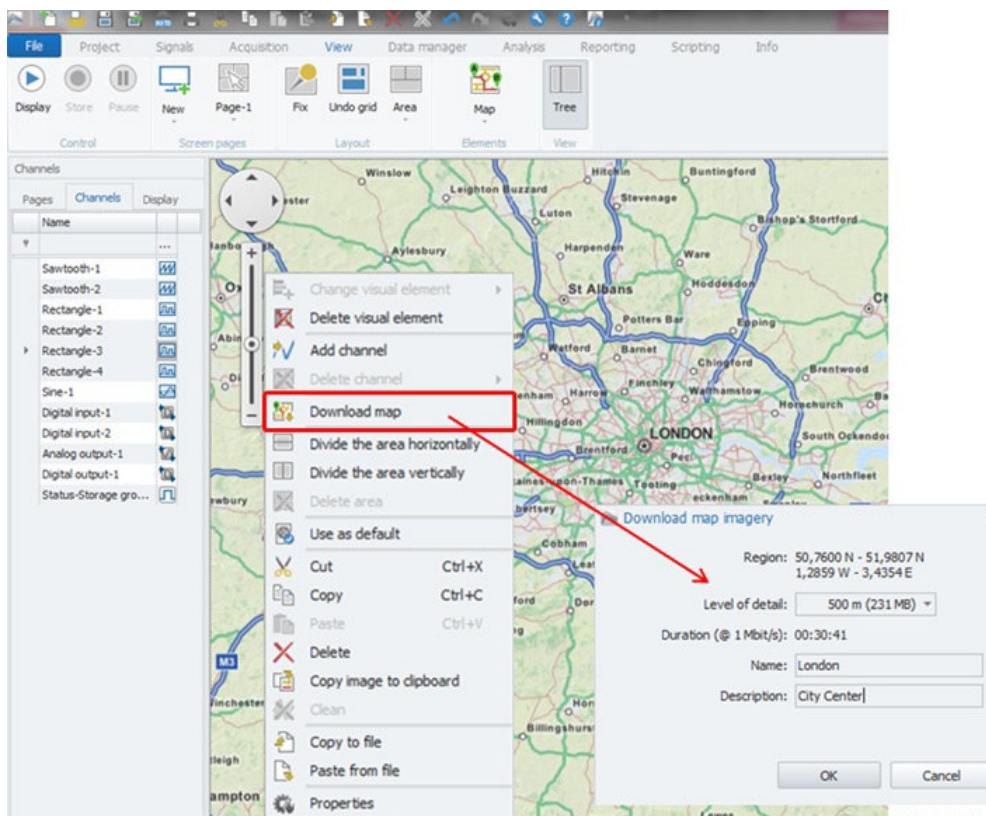 File Project Signals Acquisition View Data manager Analysis Reporting Scripting Info
Display Store Pause New Page-1 Fix Undo grid Area Map Tree
Control Screen pages Layout Elements View
Channels
Pages Channels Display
Name
...
Sawtooth-1
Sawtooth-2
Rectangle-1
Rectangle-2
Rectangle-3
Rectangle-4
Sine-1
Digital input-1
Digital input-2
Analog output-1
Digital output-1
Status-Storage gro...
Winslow
Leighton Buzzard
Hitchin
Buntingford
Stevenage
Luton
Bishop's Stortford
Aylesbury
Harpenden
Ware
St Albans
Hoddesdon
Potters Bar
Epping
Watford
Barnet
Chingford
Brentwood
Harrow
Finchley
Walthamstow
Hornchurch
Hillingdon
LONDON
South Ockendon
Brentford
Tooting
Bexley
Northfleet
Cobham
M3
Change visual element
Delete visual element
Add channel
Delete channel
Download map
Divide the area horizontally
Divide the area vertically
Delete area
Use as default
Cut Ctrl+X
Copy Ctrl+C
Paste Ctrl+V
Delete
Copy image to clipboard
Clean
Copy to file
Paste from file
Properties
Download map imagery
Region: 50,7600 N - 51,9807 N
1,2859 W - 3,4354 E
Level of detail: 500 m (231 MB)
Duration (@ 1 Mbit/s): 00:30:41
Name: London
Description: City Center
OK Cancel